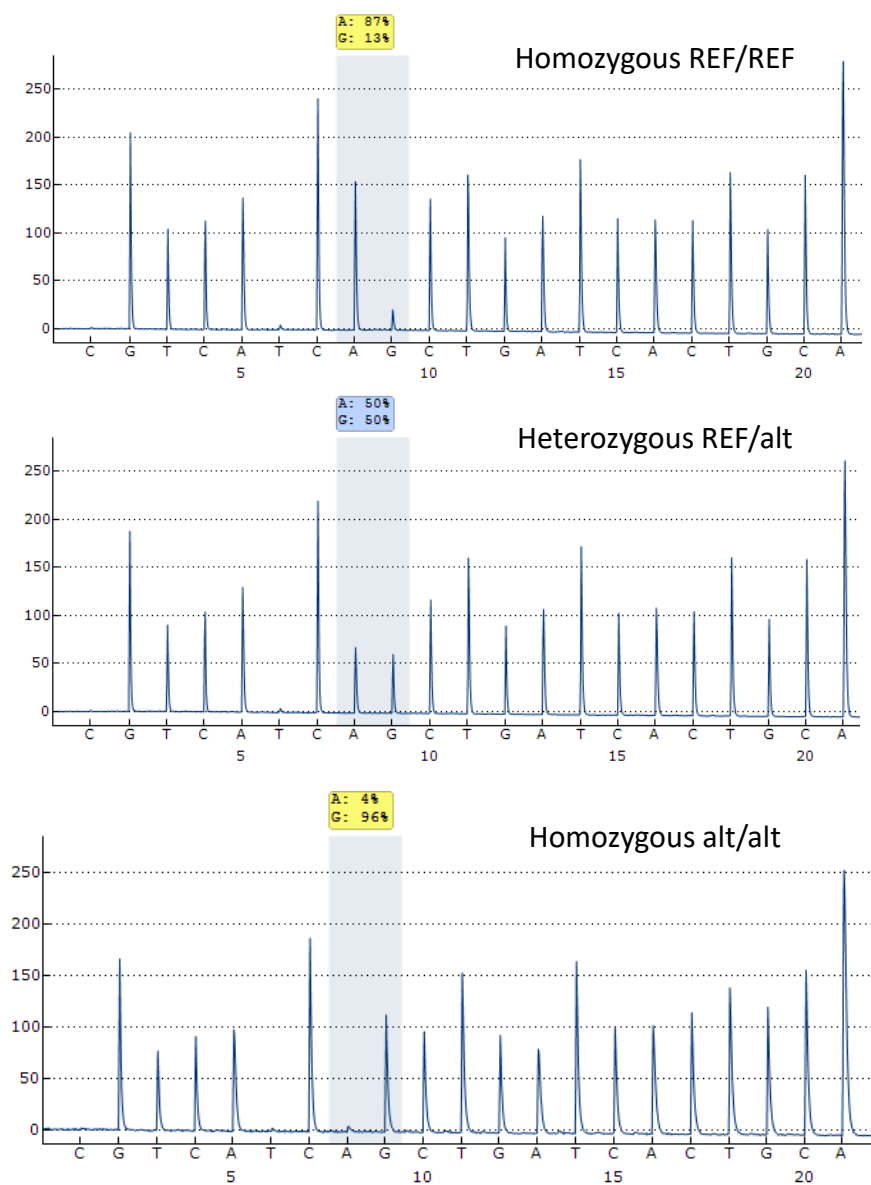 A: 87%
G: 13%
Homozygous REF/REF
250
200
150
100
50
0
C G T C A T C A G C T G A T C A C T G C A
5 10 15 20
A: 50%
G: 50%
Heterozygous REF/alt
250
200
150
100
50
0
C G T C A T C A G C T G A T C A C T G C A
5 10 15 20
A: 4%
G: 96%
Homozygous alt/alt
250
200
150
100
50
0
C G T C A T C A G C T G A T C A C T G C A
5 10 15 20